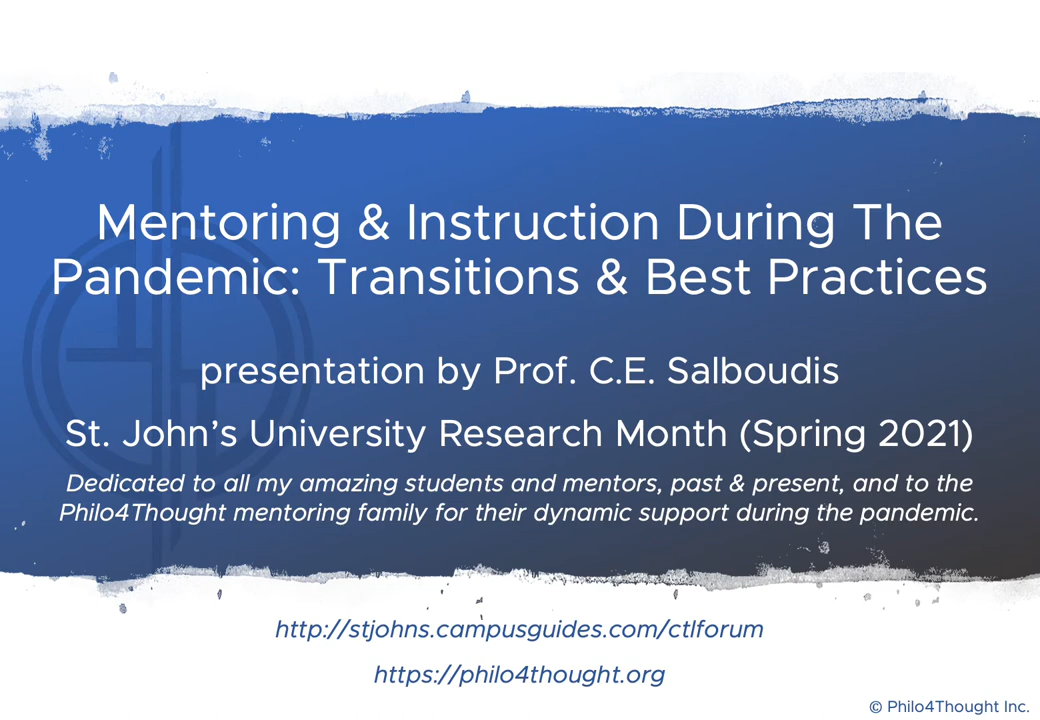 Mentoring & Instruction During The
Pandemic: Transitions & Best Practices
presentation by Prof. C.E. Salboudis
St. John’s University Research Month (Spring 2021)
Dedicated to all my amazing students and mentors, past & present, and to the
Philo4Thought mentoring family for their dynamic support during the pandemic.
http://stjohns.campusguides.com/ctlforum
https://philo4thought.org
© Philo4Thought Inc.